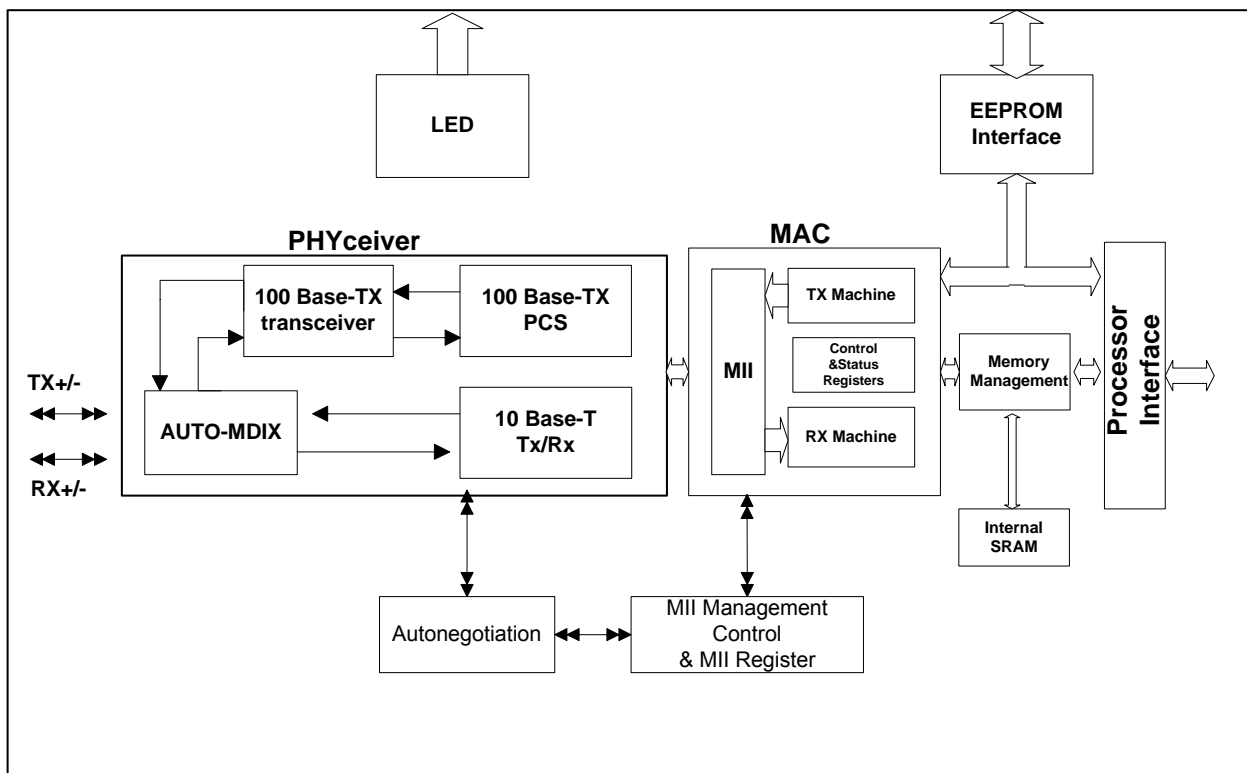 LED
EEPROM
Interface
PHYceiver
MAC
100 Base-TX
transceiver
100 Base-TX
PCS
AUTO-MDIX
10 Base-T
Tx/Rx
TX+/-
RX+/-
MII
TX Machine
Control
&Status
Registers
RX Machine
Memory
Management
Internal
SRAM
Processor
Interface
Autonegotiation
MII Management
Control
& MII Register